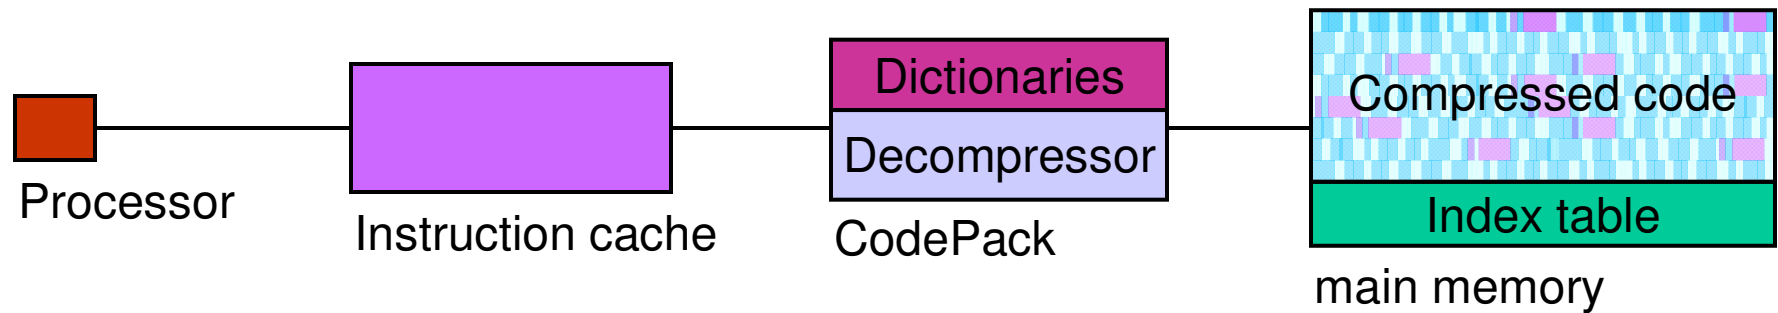 Processor
Instruction cache
Dictionaries
Decompressor
CodePack
Compressed code
Index table
main memory